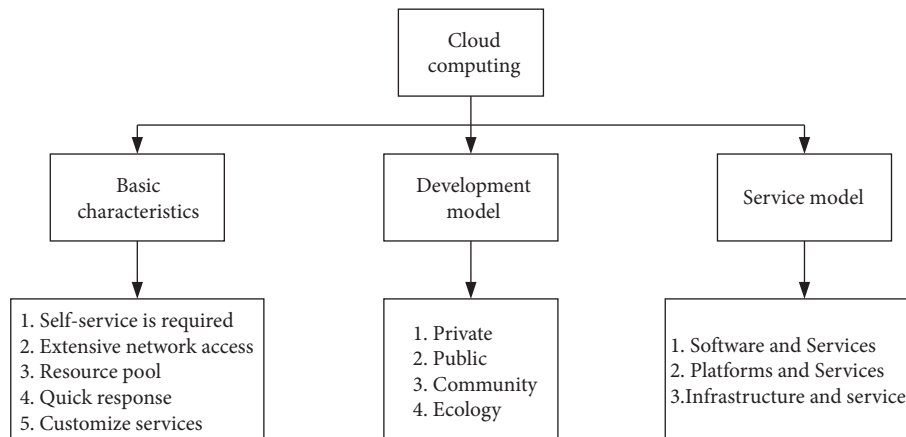 Cloud
computing
Basic
characteristics
Development
model
Service model
1. Self-service is required
2. Extensive network access
3. Resource pool
4. Quick response
5. Customize services
1. Private
2. Public
3. Community
4. Ecology
1. Software and Services
2. Platforms and Services
3.Infrastructure and service